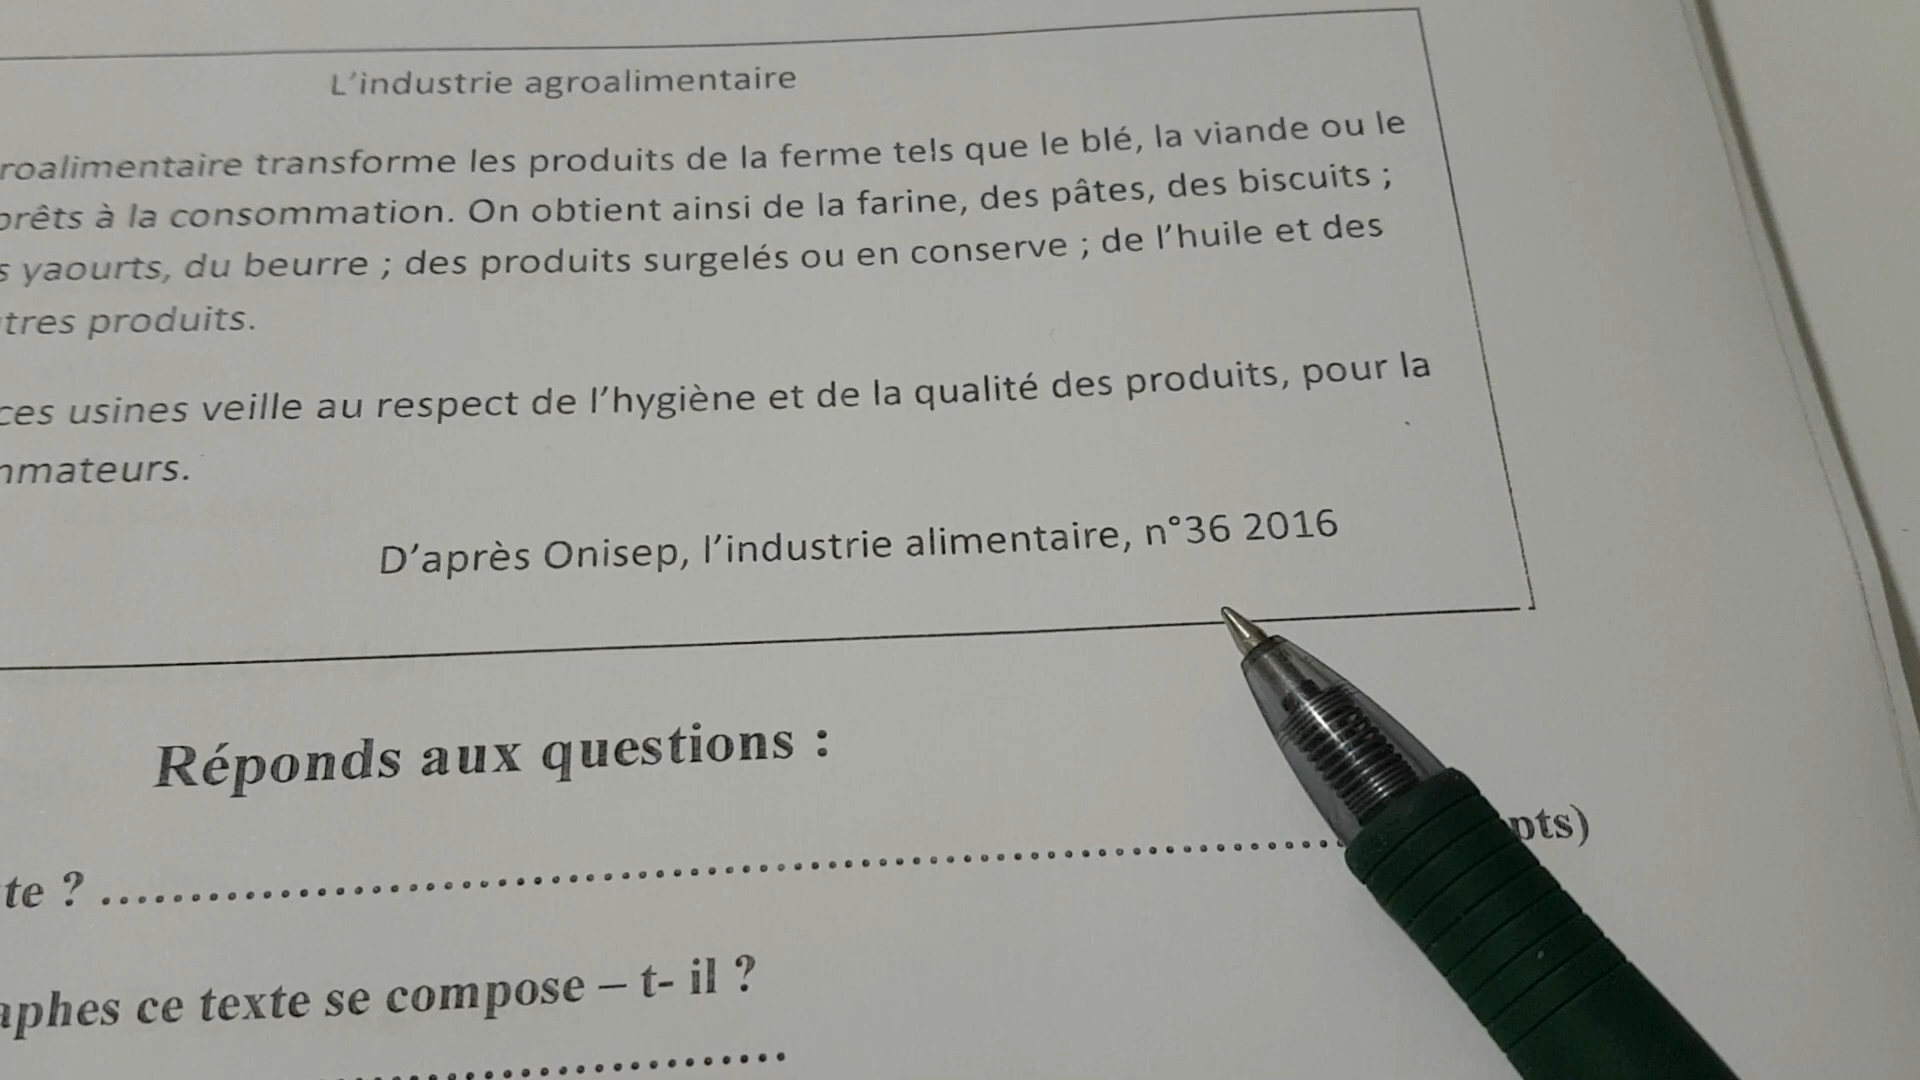 L'industrie agroalimentaire
roalimentaire transforme les produits de la ferme tels que le blé, la viande ou le
prêts à la consommation. On obtient ainsi de la farine, des pâtes, des biscuits ;
s yaourts, du beurre ; des produits surgelés ou en conserve ; de l'huile et des
tres produits.
ces usines veille au respect de l'hygiène et de la qualité des produits, pour la
mateurs.
D'après Onisep, l'industrie alimentaire, n°36 2016
Réponds aux questions :
te ? ........................................................................ pts)
aphes ce texte se compose – t- il ?
..........................